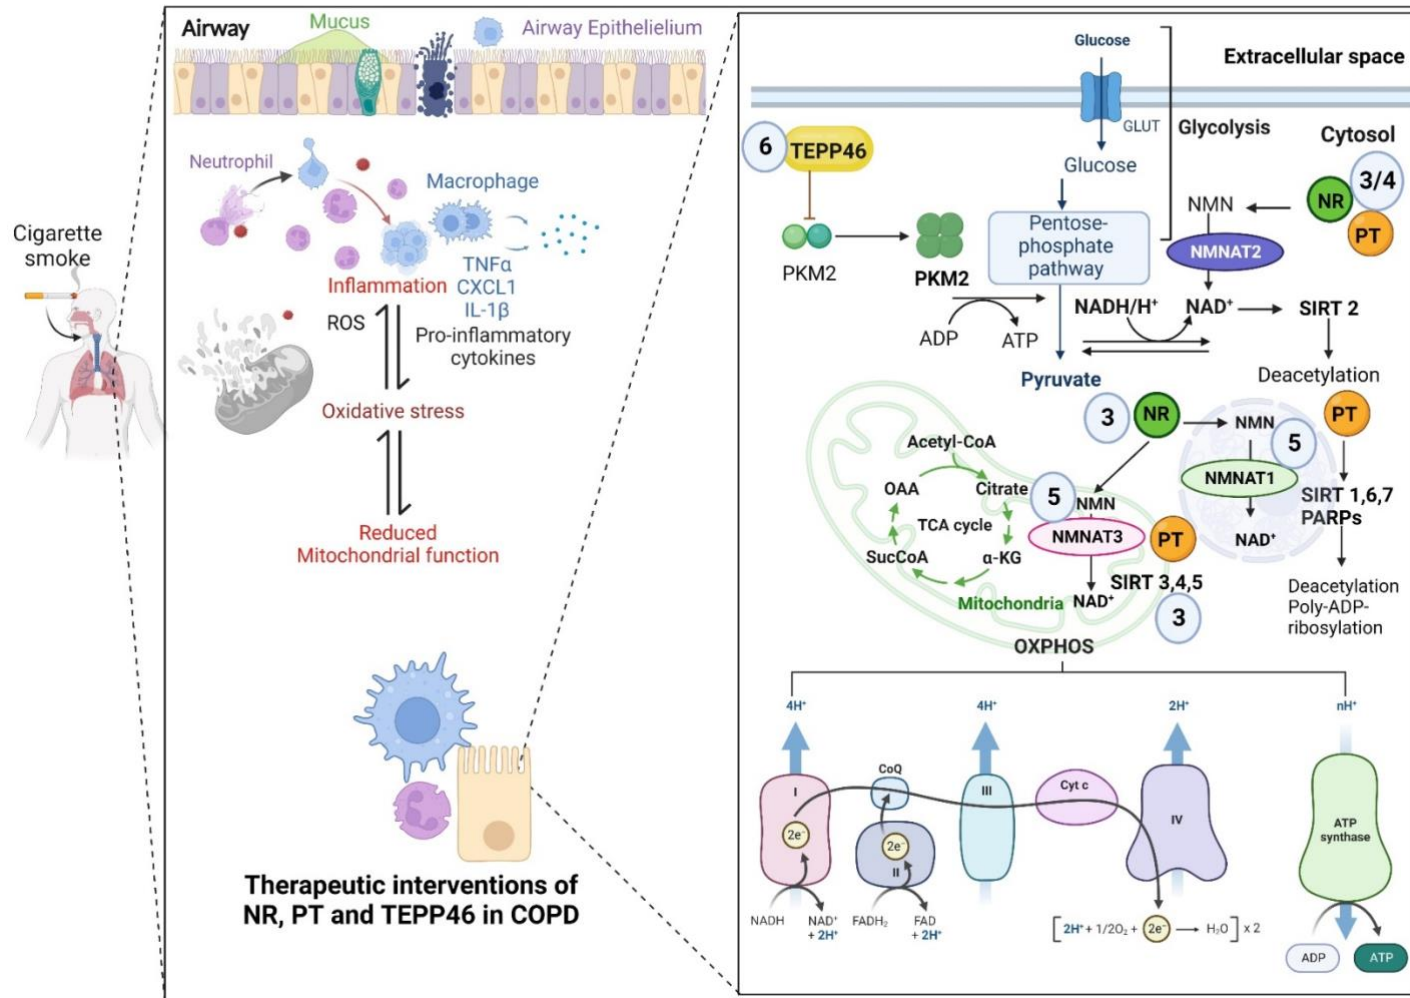 Cigarette
smoke
Airway
Mucus
Airway Epithelielium
Neutrophil
Macrophage
TNFα
CXCL1
IL-1β
Pro-inflammatory
cytokines
Inflammation
ROS
Oxidative stress
Reduced
Mitochondrial function
Therapeutic interventions of
NR, PT and TEPP46 in COPD
Glucose
Extracellular space
GLUT
Glycolysis
Cytosol
6
TEPP46
Glucose
3/4
NR
PT
NMN
Pentose-
phosphate
pathway
NMNAT2
PKM2
PKM2
NADH/H⁺
NAD⁺
SIRT 2
ADP
ATP
Pyruvate
Deacetylation
3
NR
NMN
PT
5
Acetyl-CoA
NMNAT1
OAA
Citrate
5
NMN
SIRT 1,6,7
PARPs
TCA cycle
NMNAT3
PT
NAD⁺
SucCoA
α-KG
SIRT 3,4,5
Mitochondria
NAD⁺
3
Deacetylation
Poly-ADP-
ribosylation
OXPHOS
4H⁺
4H⁺
2H⁺
nH⁺
CoQ
I
III
Cyt c
IV
ATP
synthase
2e⁻
2e⁻
II
NADH
NAD⁺
+ 2H⁺
FADH₂
FAD
+ 2H⁺
[ 2H⁺ + 1/2O₂ + 2e⁻ → H₂O ] x 2
ADP
ATP